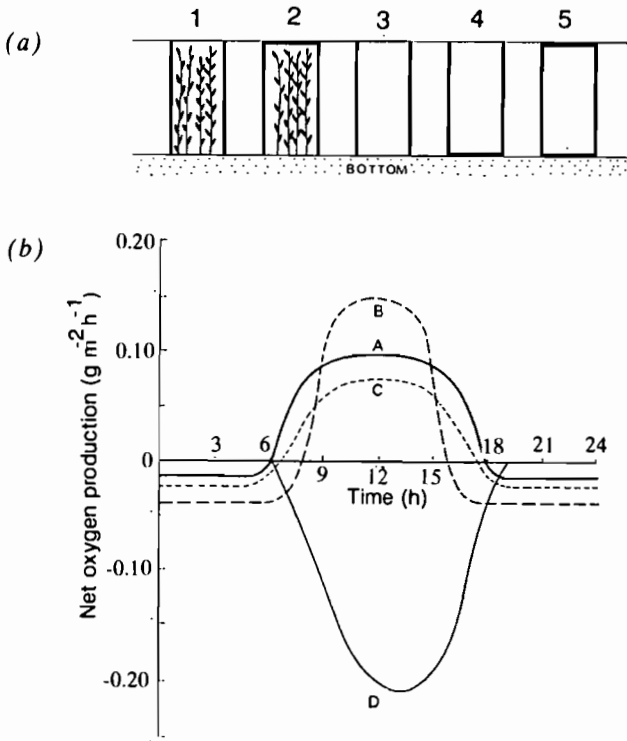 (a)
1 2 3 4 5
BOTTOM
(b)
Net oxygen production (g m⁻² h⁻¹)
0.20
0.10
0
-0.10
-0.20
B
A
C
3 6 18 21 24
9 12 15
Time (h)
D